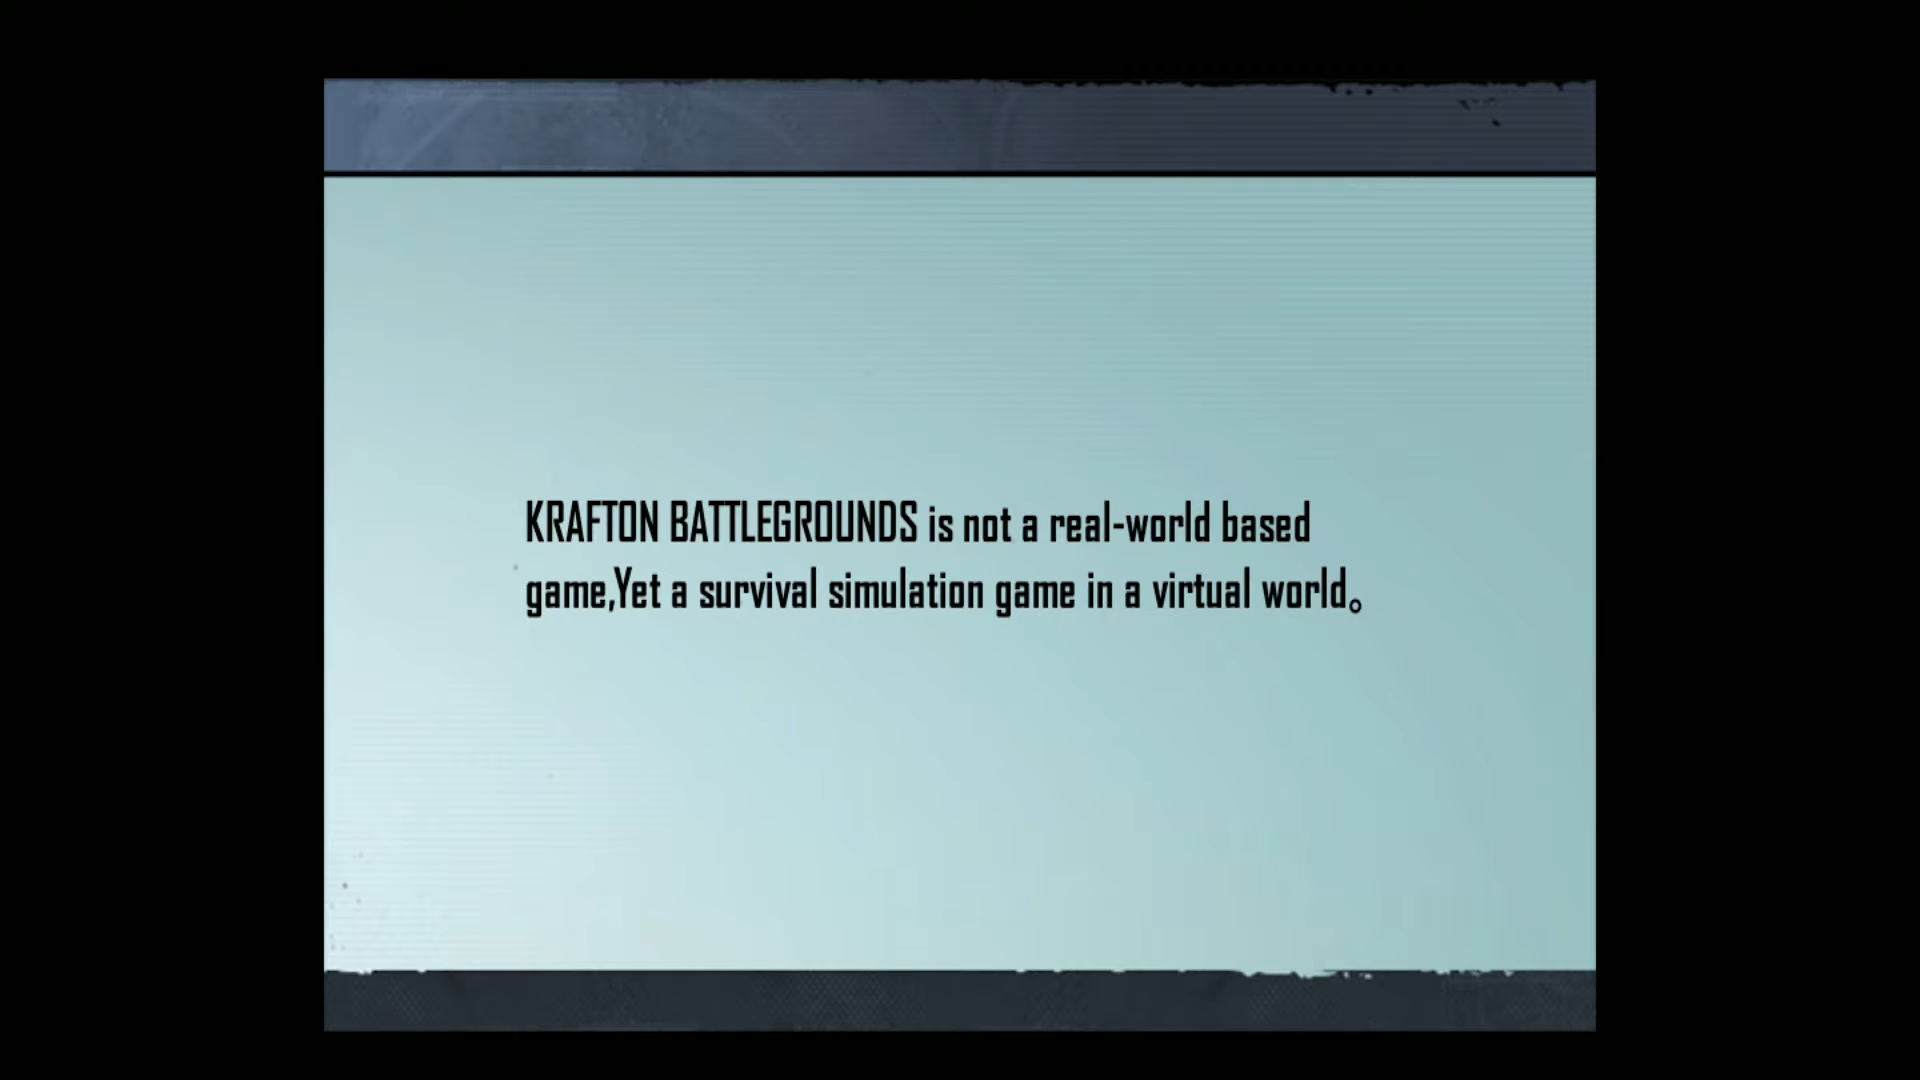 KRAFTON BATTLEGROUNDS is not a real-world based
game,Yet a survival simulation game in a virtual world。